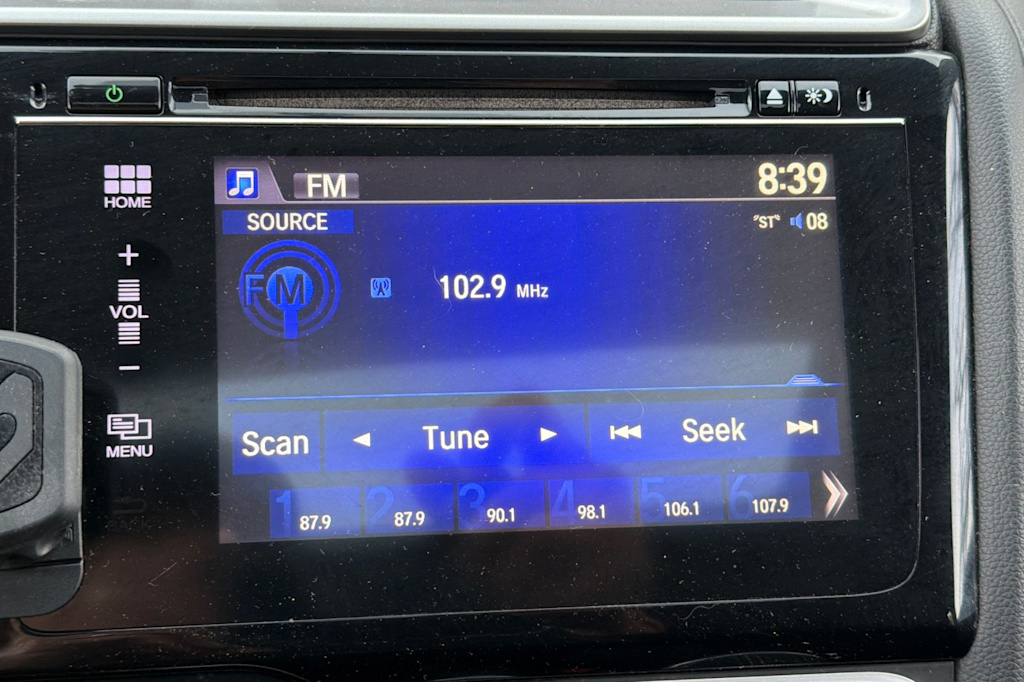 FM
8:39
HOME
SOURCE
"ST" 08
+
FM
102.9 MHz
VOL
−
Scan
Tune
Seek
MENU
1 87.9
2 87.9
3 90.1
4 98.1
5 106.1
6 107.9